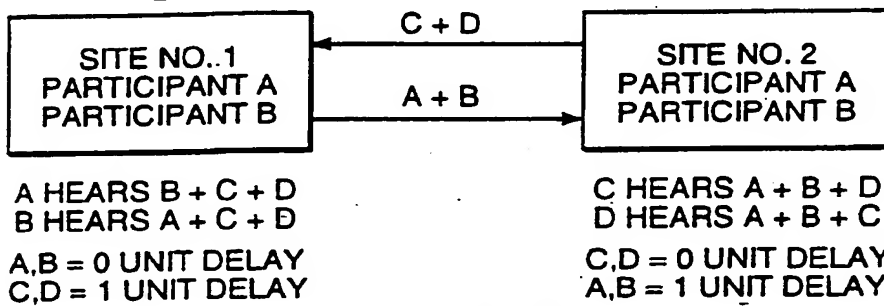 C + D
SITE NO. 1
PARTICIPANT A
PARTICIPANT B
A + B
SITE NO. 2
PARTICIPANT A
PARTICIPANT B
A HEARS B + C + D
B HEARS A + C + D
A,B = 0 UNIT DELAY
C,D = 1 UNIT DELAY
C HEARS A + B + D
D HEARS A + B + C
C,D = 0 UNIT DELAY
A,B = 1 UNIT DELAY